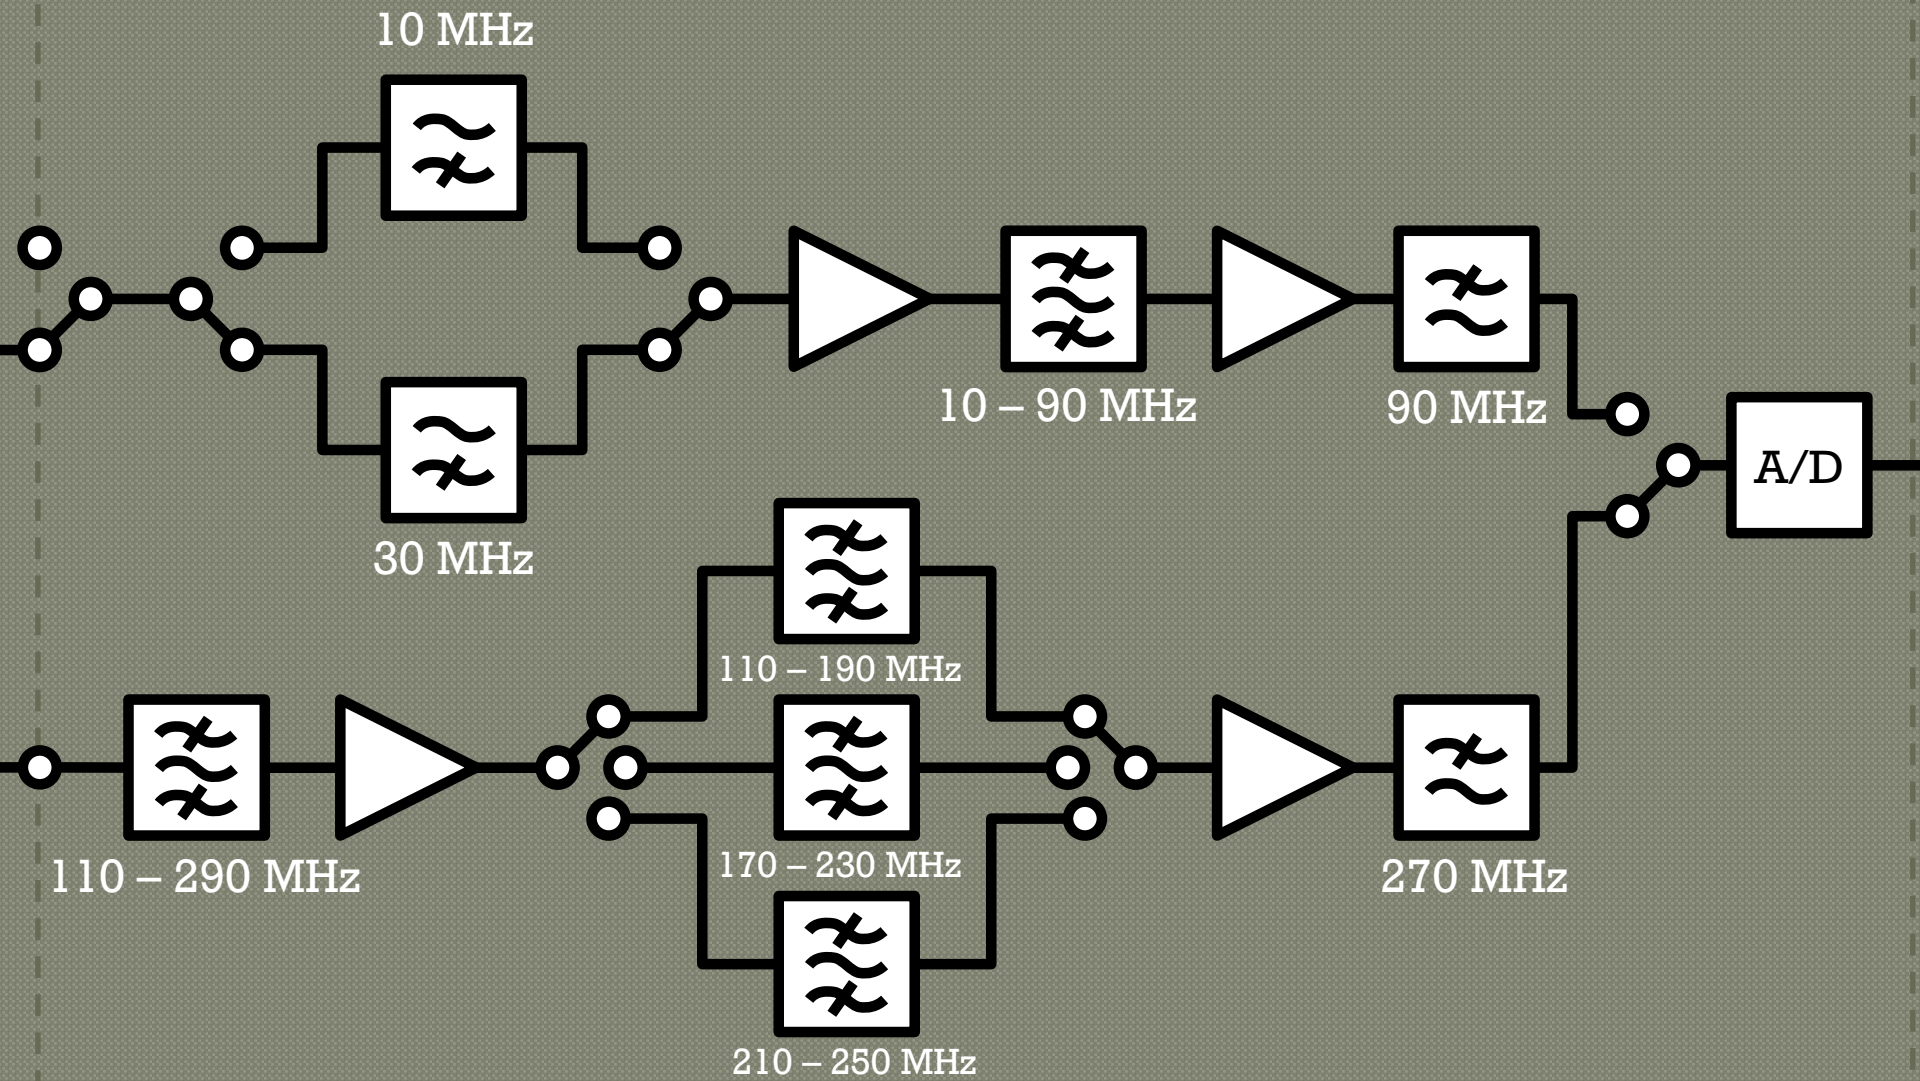 10 MHz
10 – 90 MHz
90 MHz
A/D
30 MHz
110 – 190 MHz
110 – 290 MHz
170 – 230 MHz
270 MHz
210 – 250 MHz